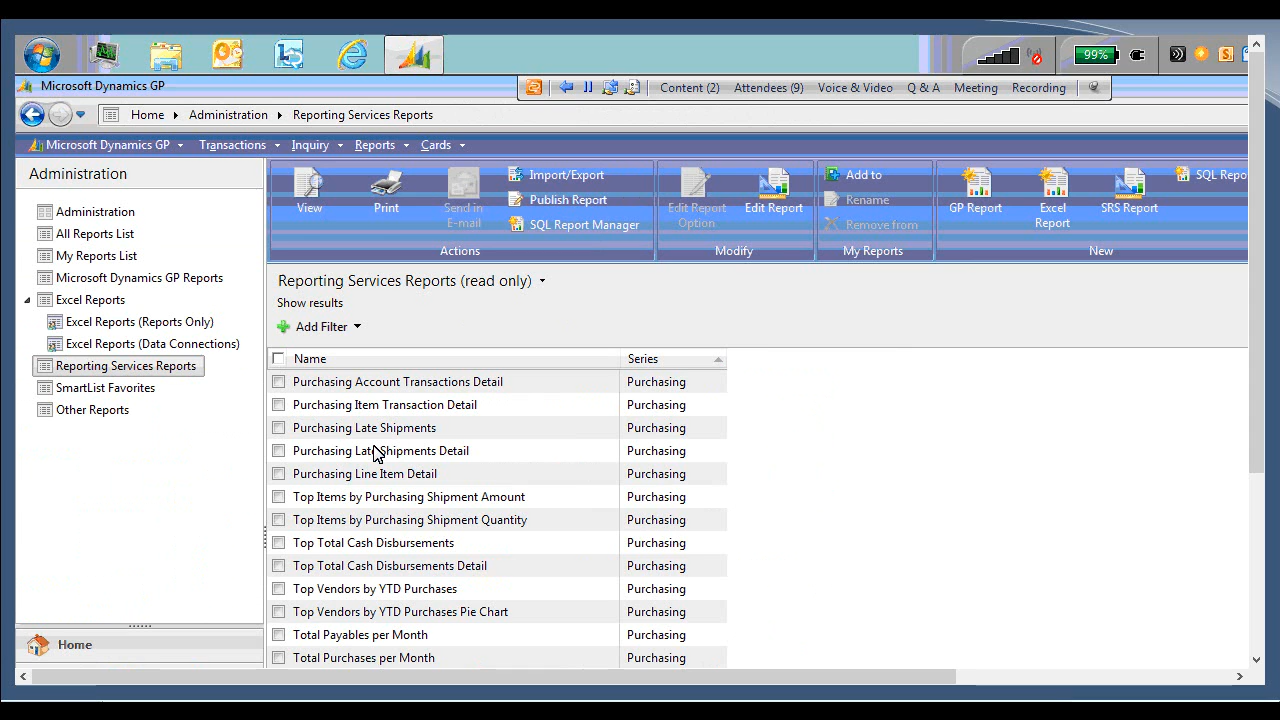 99%
Microsoft Dynamics GP
Content (2) Attendees (9) Voice & Video Q & A Meeting Recording
Home Administration Reporting Services Reports
Microsoft Dynamics GP Transactions Inquiry Reports Cards
Administration
Administration
All Reports List
My Reports List
Microsoft Dynamics GP Reports
Excel Reports
Excel Reports (Reports Only)
Excel Reports (Data Connections)
Reporting Services Reports
SmartList Favorites
Other Reports
Home
View
Print
Send in
E-mail
Import/Export
Publish Report
SQL Report Manager
Actions
Edit Report
Option
Edit Report
Modify
Add to
Rename
Remove from
My Reports
GP Report
Excel
Report
SRS Report
SQL Repo
New
Reporting Services Reports (read only)
Show results
Add Filter
Name Series
Purchasing Account Transactions Detail Purchasing
Purchasing Item Transaction Detail Purchasing
Purchasing Late Shipments Purchasing
Purchasing Late Shipments Detail Purchasing
Purchasing Line Item Detail Purchasing
Top Items by Purchasing Shipment Amount Purchasing
Top Items by Purchasing Shipment Quantity Purchasing
Top Total Cash Disbursements Purchasing
Top Total Cash Disbursements Detail Purchasing
Top Vendors by YTD Purchases Purchasing
Top Vendors by YTD Purchases Pie Chart Purchasing
Total Payables per Month Purchasing
Total Purchases per Month Purchasing